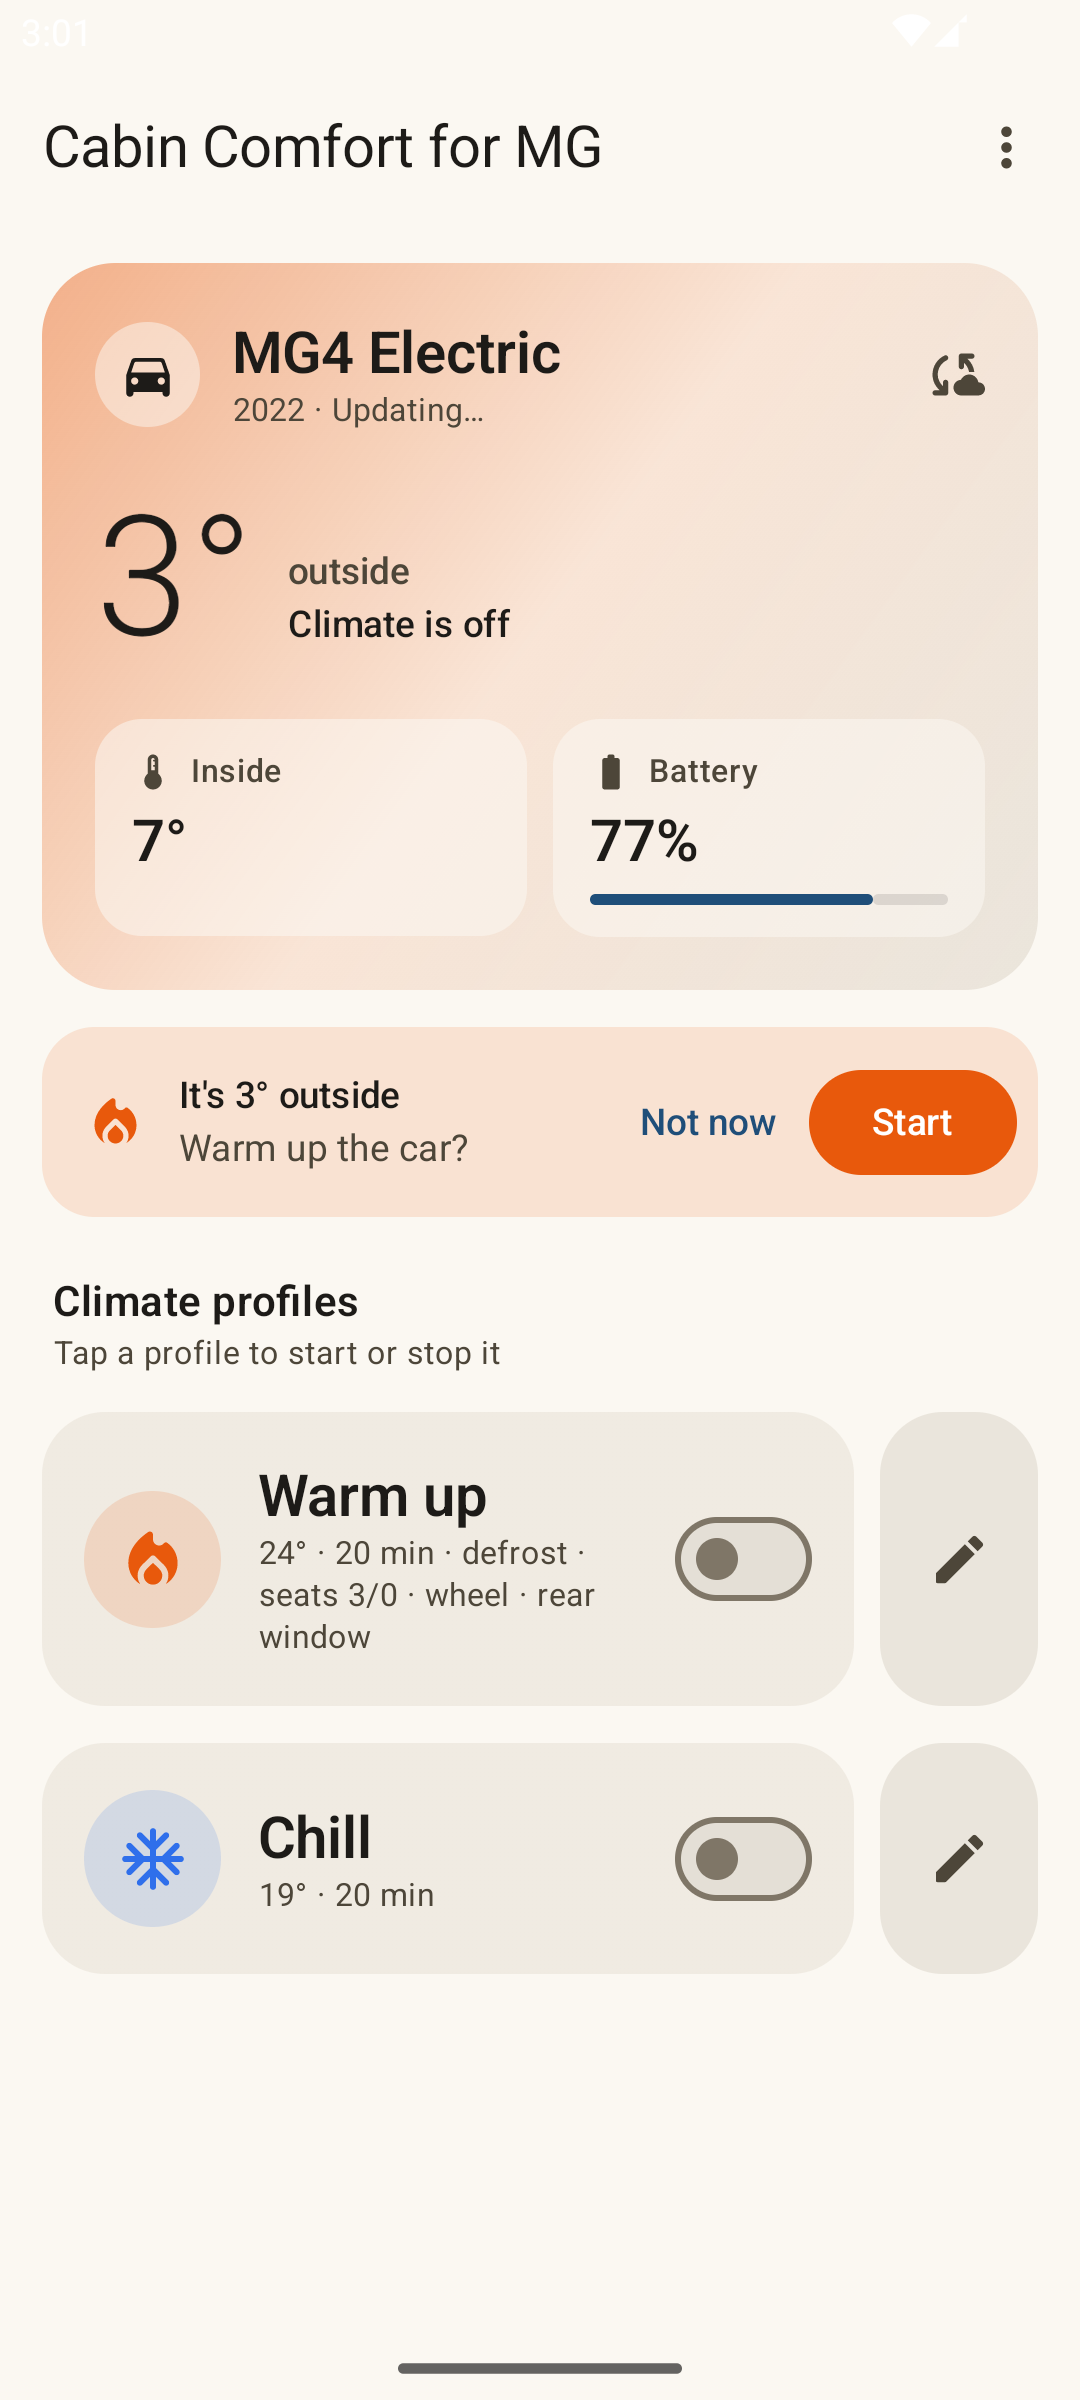 3:01
Cabin Comfort for MG
MG4 Electric
2022 · Updating…
3°
outside
Climate is off
Inside
7°
Battery
77%
It's 3° outside
Warm up the car?
Not now
Start
Climate profiles
Tap a profile to start or stop it
Warm up
24° · 20 min · defrost ·
seats 3/0 · wheel · rear
window
Chill
19° · 20 min